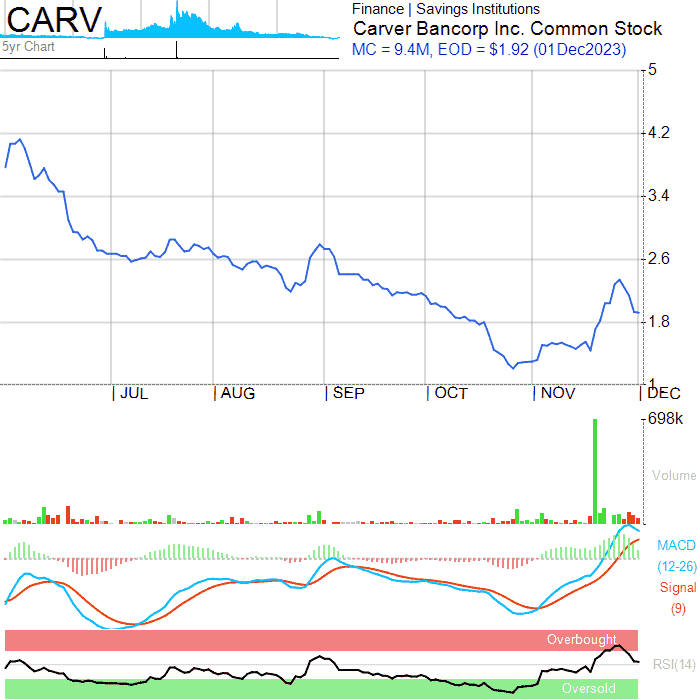 CARV
5yr Chart
Finance | Savings Institutions
Carver Bancorp Inc. Common Stock
MC = 9.4M, EOD = $1.92 (01Dec2023)
5
4.2
3.4
2.6
1.8
1
JUL AUG SEP OCT NOV DEC
698k
Volume
MACD
(12-26)
Signal
(9)
Overbought
RSI(14)
Oversold